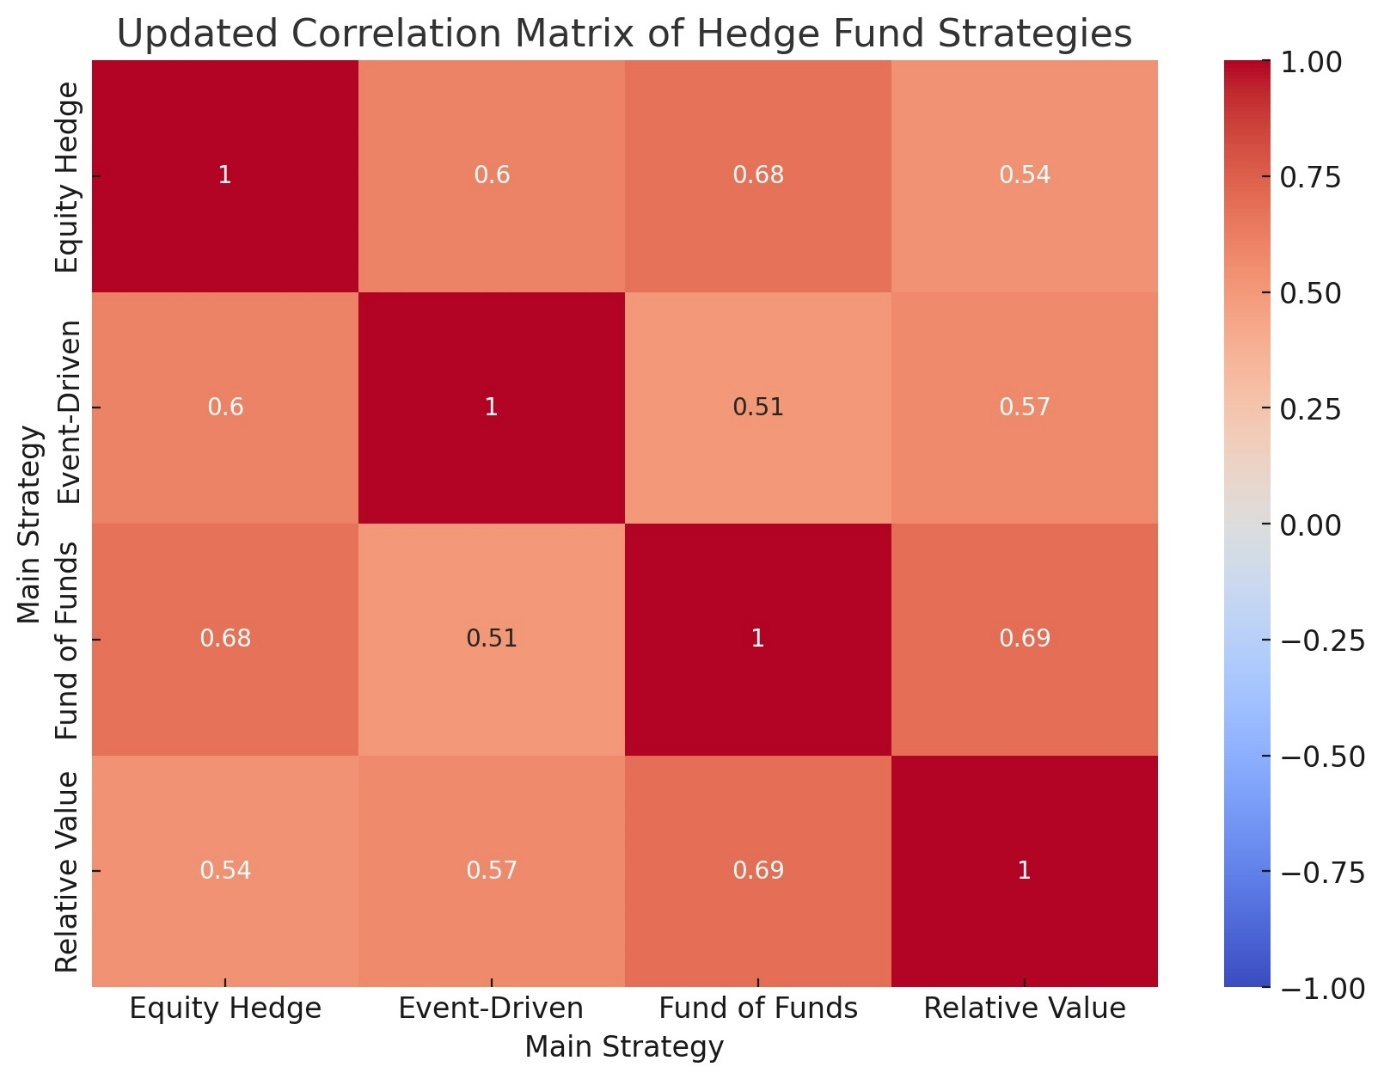 Updated Correlation Matrix of Hedge Fund Strategies
Main Strategy
Equity Hedge
1
0.6
0.68
0.54
Event-Driven
0.6
1
0.51
0.57
Fund of Funds
0.68
0.51
1
0.69
Relative Value
0.54
0.57
0.69
1
Equity Hedge
Event-Driven
Fund of Funds
Relative Value
Main Strategy
1.00
0.75
0.50
0.25
0.00
−0.25
−0.50
−0.75
−1.00